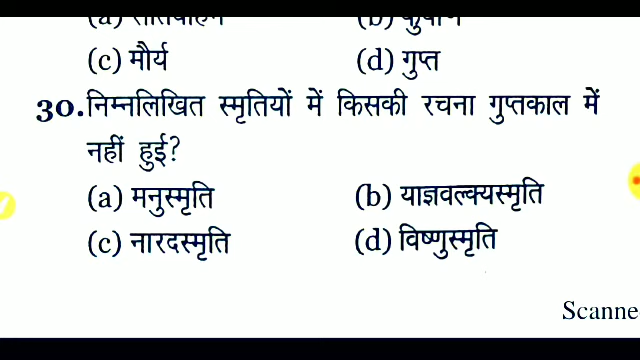 (c) मौर्य (d) गुप्त
30. निम्नलिखित स्मृतियों में किसकी रचना गुप्तकाल में
नहीं हुई?
(a) मनुस्मृति (b) याज्ञवल्क्यस्मृति
(c) नारदस्मृति (d) विष्णुस्मृति
Scanne